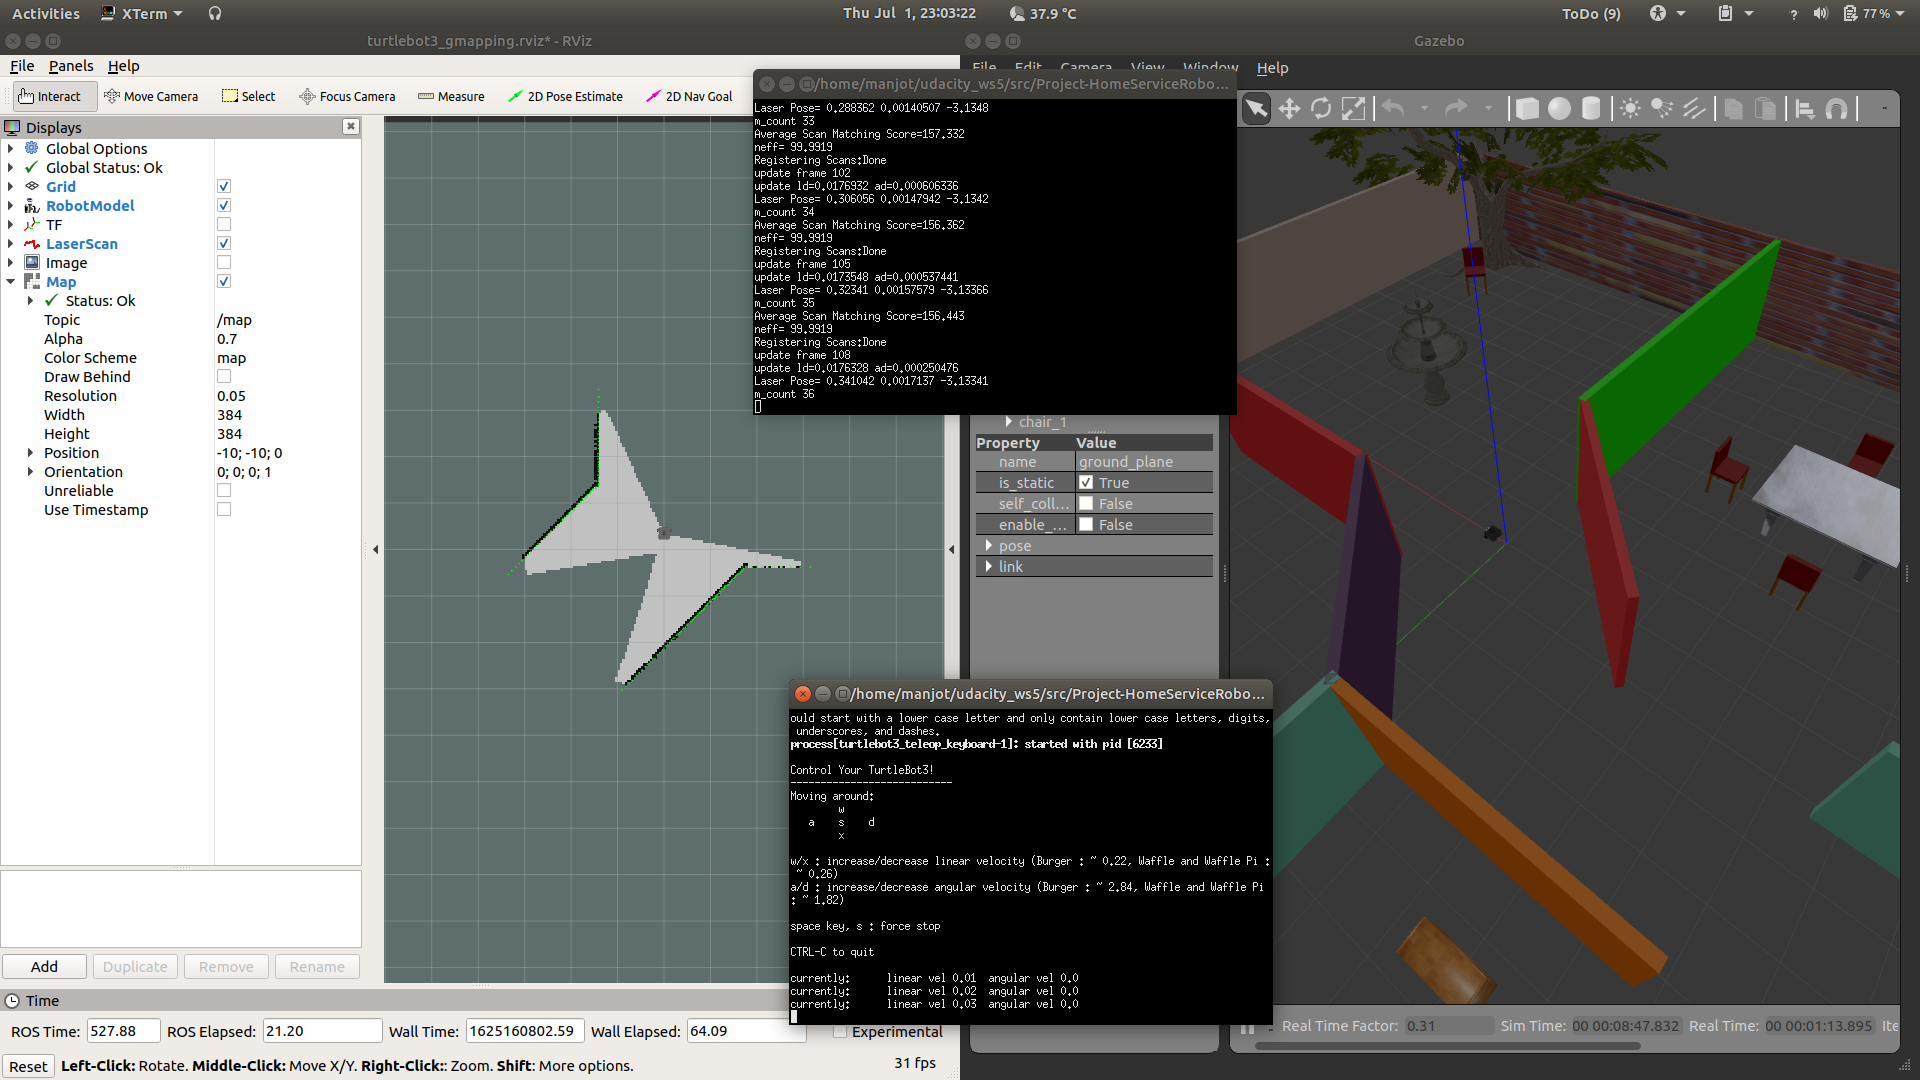 Activities XTerm Thu Jul 1, 23:03:22 37.9 °C ToDo (9) ? 77 %
turtlebot3_gmapping.rviz* - RViz
File Panels Help
Interact Move Camera Select Focus Camera Measure 2D Pose Estimate 2D Nav Goal
Displays
Global Options
Global Status: Ok
Grid
RobotModel
TF
LaserScan
Image
Map
Status: Ok
Topic /map
Alpha 0.7
Color Scheme map
Draw Behind
Resolution 0.05
Width 384
Height 384
Position -10; -10; 0
Orientation 0; 0; 0; 1
Unreliable
Use Timestamp
Add Duplicate Remove Rename
Time
ROS Time: 527.88 ROS Elapsed: 21.20 Wall Time: 1625160802.59 Wall Elapsed: 64.09 Experimental
Reset Left-Click: Rotate. Middle-Click: Move X/Y. Right-Click:: Zoom. Shift: More options. 31 fps
/home/manjot/udacity_ws5/src/Project-HomeServiceRobo...
Laser Pose= 0.288362 0.00140507 -3.1348
m_count 33
Average Scan Matching Score=157.332
neff= 99.9919
Registering Scans:Done
update frame 102
update ld=0.0176932 ad=0.000606336
Laser Pose= 0.306056 0.00147942 -3.1342
m_count 34
Average Scan Matching Score=156.362
neff= 99.9919
Registering Scans:Done
update frame 105
update ld=0.0173548 ad=0.000537441
Laser Pose= 0.32341 0.00157579 -3.13366
m_count 35
Average Scan Matching Score=156.443
neff= 99.9919
Registering Scans:Done
update frame 108
update ld=0.0176328 ad=0.000250476
Laser Pose= 0.341042 0.0017137 -3.13341
m_count 36
Gazebo
File Edit Camera View Window Help
chair_1
Property Value
name ground_plane
is_static True
self_coll... False
enable_... False
pose
link
/home/manjot/udacity_ws5/src/Project-HomeServiceRobo...
ould start with a lower case letter and only contain lower case letters, digits,
underscores, and dashes.
process[turtlebot3_teleop_keyboard-1]: started with pid [6233]
Control Your TurtleBot3!
---------------------------
Moving around:
w
a s d
x
w/x : increase/decrease linear velocity (Burger : ~ 0.22, Waffle and Waffle Pi :
~ 0.26)
a/d : increase/decrease angular velocity (Burger : ~ 2.84, Waffle and Waffle Pi
: ~ 1.82)
space key, s : force stop
CTRL-C to quit
currently: linear vel 0.01 angular vel 0.0
currently: linear vel 0.02 angular vel 0.0
currently: linear vel 0.03 angular vel 0.0
Real Time Factor: 0.31 Sim Time: 00 00:08:47.832 Real Time: 00 00:01:13.895 Ite